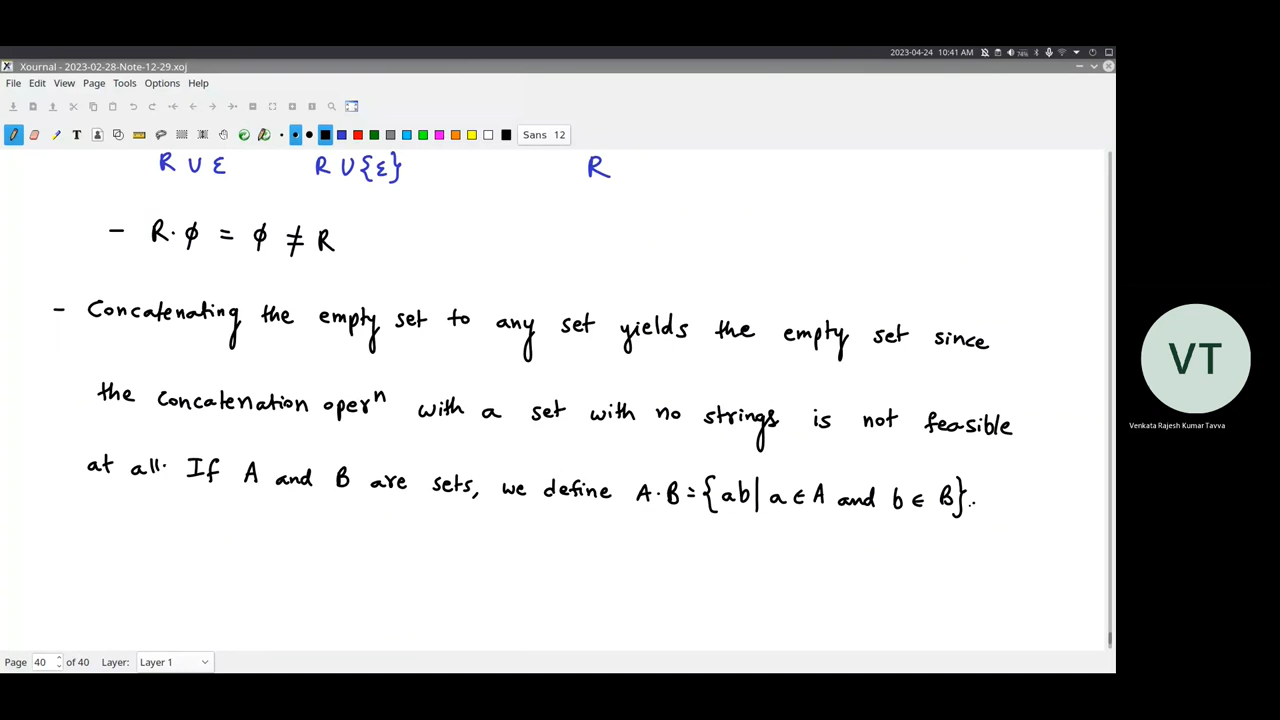 2023-04-24 10:41 AM
Xournal - 2023-02-28-Note-12-29.xoj
File Edit View Page Tools Options Help
Sans 12
R ∪ ε R ∪ {ε} R
- R. φ = φ ≠ R
- Concatenating the empty set to any set yields the empty set since
the concatenation operⁿ with a set with no strings is not feasible
at all. If A and B are sets, we define A.B = {ab | a ∈ A and b ∈ B}.
VT
Venkata Rajesh Kumar Tavva
Page 40 of 40 Layer: Layer 1